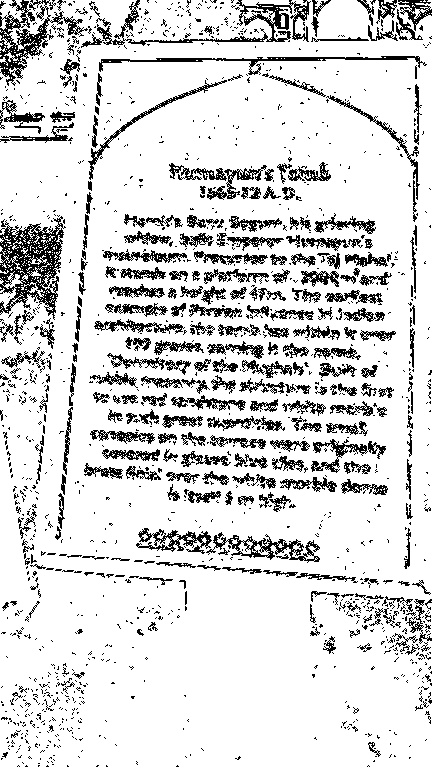 Humayun's Tomb
1565-72 A.D.
Hamida Banu Begum, his grieving
widow, built Emperor Humayun's
mausoleum. Precursor to the Taj Mahal,
it stands on a platform of and
reaches a height of 47m. The earliest
example of Persian influence in Indian
architecture, the tomb has within it over
100 graves, earning it the name,
'Dormitory of the Mughals'. Built of
rubble masonry, the structure is the first
to use red sandstone and white marble
in such great quantities. The small
canopies on the terrace were originally
covered in glazed blue tiles, and the
brass finial over the white marble dome
is itself 6 m high.